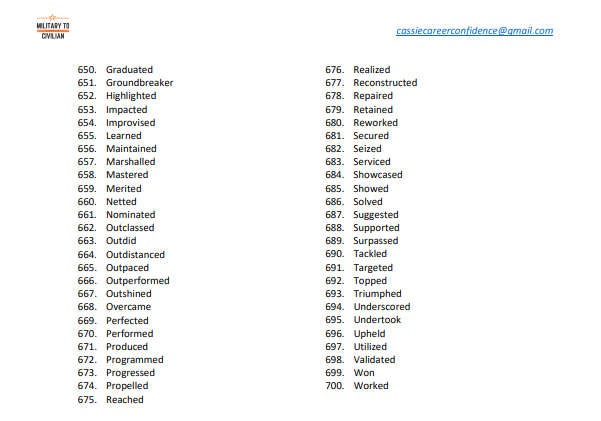 MILITARY TO
CIVILIAN
cassiecareerconfidence@gmail.com
650. Graduated
651. Groundbreaker
652. Highlighted
653. Impacted
654. Improvised
655. Learned
656. Maintained
657. Marshalled
658. Mastered
659. Merited
660. Netted
661. Nominated
662. Outclassed
663. Outdid
664. Outdistanced
665. Outpaced
666. Outperformed
667. Outshined
668. Overcame
669. Perfected
670. Performed
671. Produced
672. Programmed
673. Progressed
674. Propelled
675. Reached
676. Realized
677. Reconstructed
678. Repaired
679. Retained
680. Reworked
681. Secured
682. Seized
683. Serviced
684. Showcased
685. Showed
686. Solved
687. Suggested
688. Supported
689. Surpassed
690. Tackled
691. Targeted
692. Topped
693. Triumphed
694. Underscored
695. Undertook
696. Upheld
697. Utilized
698. Validated
699. Won
700. Worked